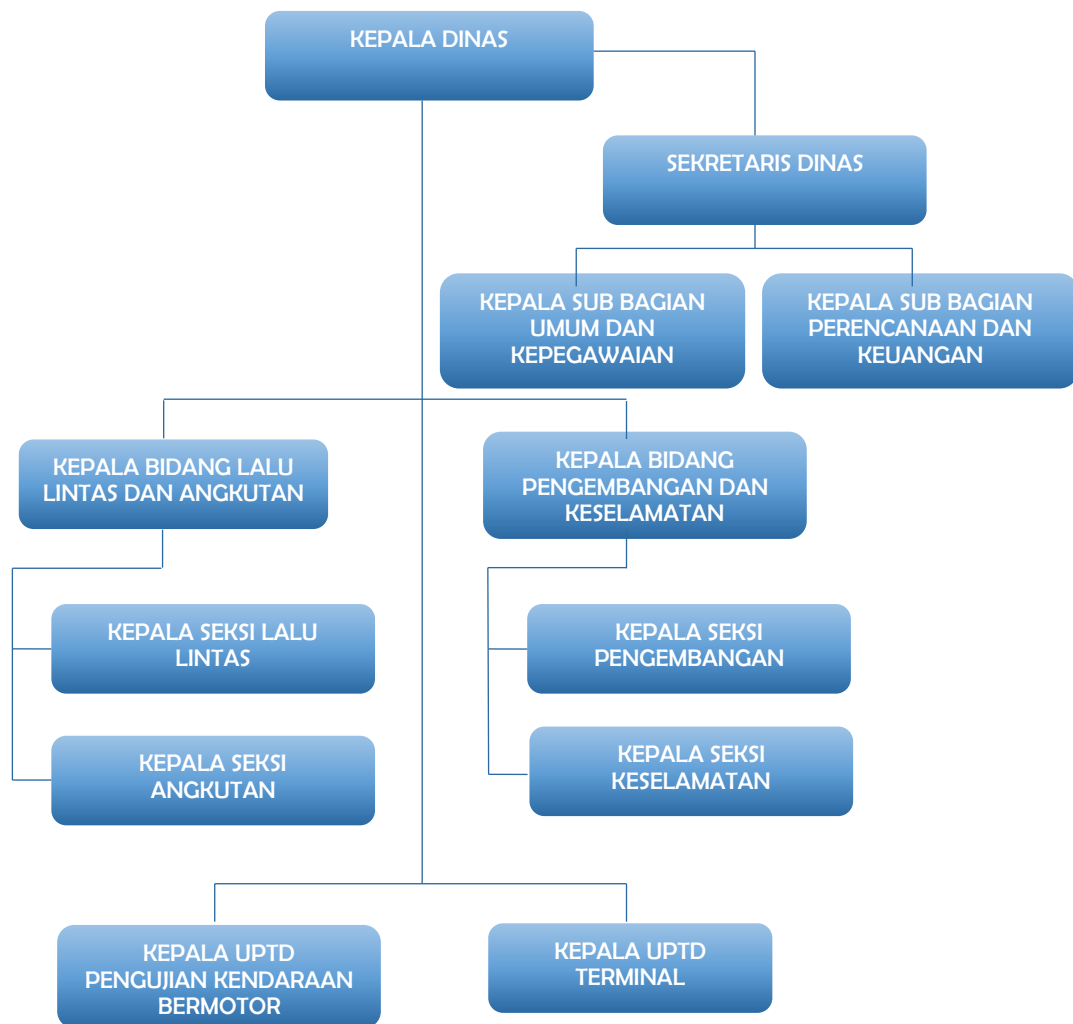 KEPALA DINAS
SEKRETARIS DINAS
KEPALA SUB BAGIAN
UMUM DAN
KEPEGAWAIAN
KEPALA SUB BAGIAN
PERENCANAAN DAN
KEUANGAN
KEPALA BIDANG LALU
LINTAS DAN ANGKUTAN
KEPALA BIDANG
PENGEMBANGAN DAN
KESELAMATAN
KEPALA SEKSI LALU
LINTAS
KEPALA SEKSI
ANGKUTAN
KEPALA SEKSI
PENGEMBANGAN
KEPALA SEKSI
KESELAMATAN
KEPALA UPTD
PENGUJIAN KENDARAAN
BERMOTOR
KEPALA UPTD
TERMINAL